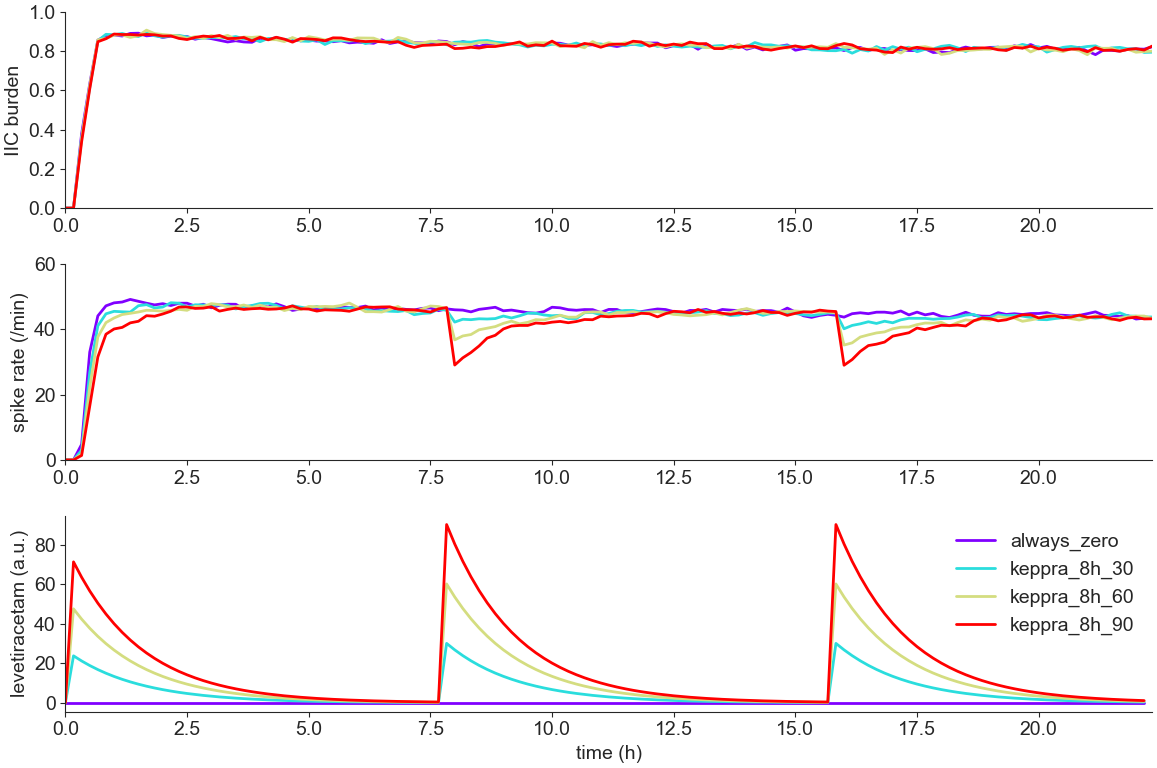 1.0
0.8
0.6
0.4
0.2
0.0
IIC burden
0.0 2.5 5.0 7.5 10.0 12.5 15.0 17.5 20.0
60
40
20
0
spike rate (/min)
0.0 2.5 5.0 7.5 10.0 12.5 15.0 17.5 20.0
80
60
40
20
0
levetiracetam (a.u.)
always_zero
keppra_8h_30
keppra_8h_60
keppra_8h_90
0.0 2.5 5.0 7.5 10.0 12.5 15.0 17.5 20.0
time (h)